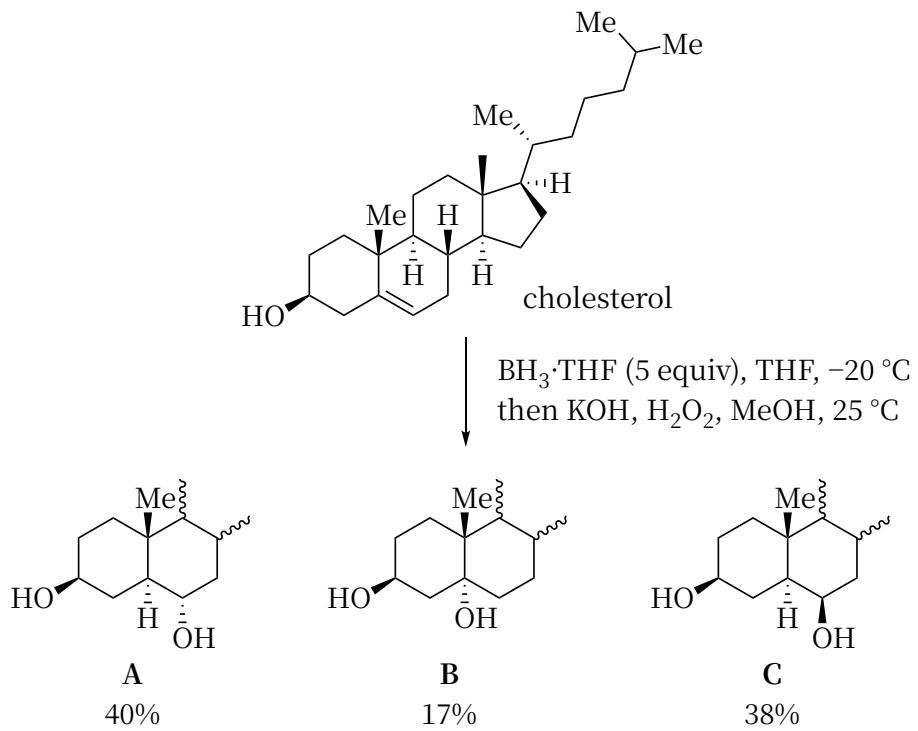 Me
Me
Me
H
Me
H
H
H
HO
cholesterol
BH₃·THF (5 equiv), THF, −20 °C
then KOH, H₂O₂, MeOH, 25 °C
Me
Me
Me
HO
H
OH
HO
OH
HO
H
OH
A
B
C
40%
17%
38%